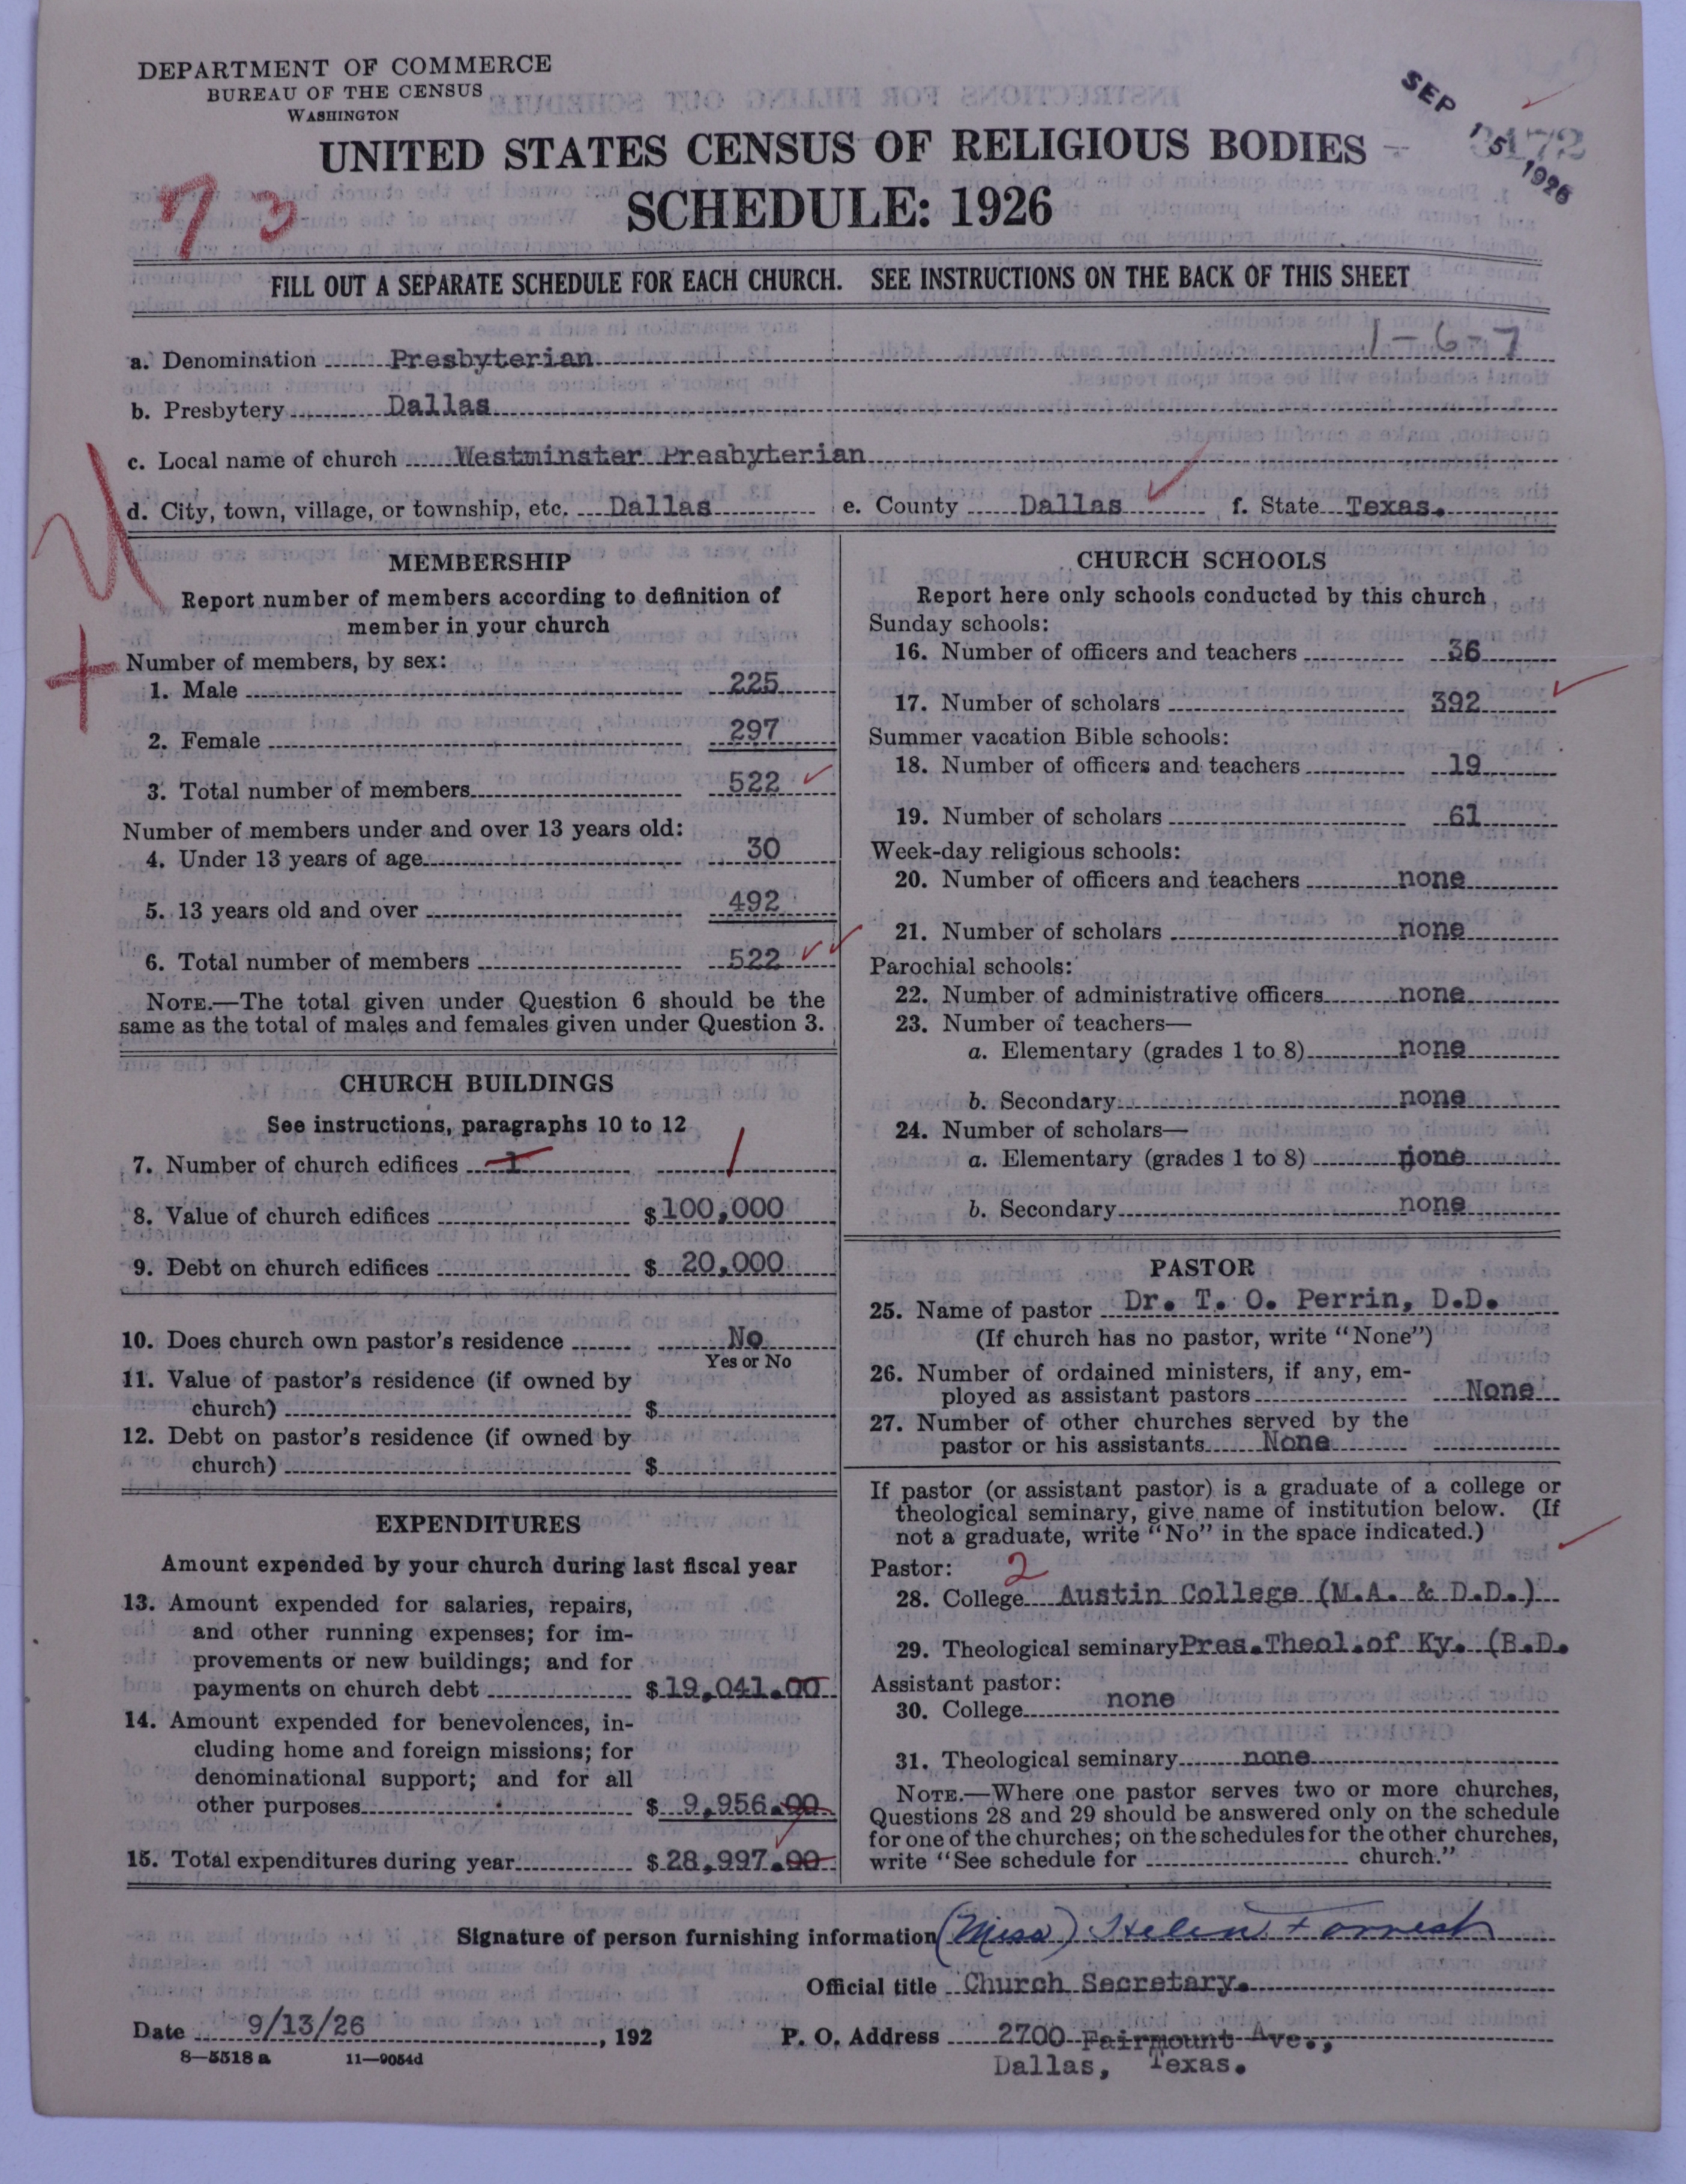 DEPARTMENT OF COMMERCE
BUREAU OF THE CENSUS
WASHINGTON
UNITED STATES CENSUS OF RELIGIOUS BODIES
SCHEDULE: 1926
SEP 15 1926
73
FILL OUT A SEPARATE SCHEDULE FOR EACH CHURCH. SEE INSTRUCTIONS ON THE BACK OF THIS SHEET
1-6-7
a. Denomination Presbyterian
b. Presbytery Dallas
c. Local name of church Westminster Presbyterian
d. City, town, village, or township, etc. Dallas e. County Dallas f. State Texas.
MEMBERSHIP
Report number of members according to definition of
member in your church
Number of members, by sex:
1. Male 225
2. Female 297
3. Total number of members 522
Number of members under and over 13 years old:
4. Under 13 years of age 30
5. 13 years old and over 492
6. Total number of members 522
NOTE.—The total given under Question 6 should be the
same as the total of males and females given under Question 3.
CHURCH BUILDINGS
See instructions, paragraphs 10 to 12
7. Number of church edifices 1 1
8. Value of church edifices $100,000
9. Debt on church edifices $ 20,000
10. Does church own pastor's residence No
Yes or No
11. Value of pastor's residence (if owned by
church) $
12. Debt on pastor's residence (if owned by
church) $
EXPENDITURES
Amount expended by your church during last fiscal year
13. Amount expended for salaries, repairs,
and other running expenses; for im-
provements or new buildings; and for
payments on church debt $19,041.00
14. Amount expended for benevolences, in-
cluding home and foreign missions; for
denominational support; and for all
other purposes $ 9,956.00
15. Total expenditures during year $28,997.00
CHURCH SCHOOLS
Report here only schools conducted by this church
Sunday schools:
16. Number of officers and teachers 36
17. Number of scholars 392
Summer vacation Bible schools:
18. Number of officers and teachers 19
19. Number of scholars 61
Week-day religious schools:
20. Number of officers and teachers none
21. Number of scholars none
Parochial schools:
22. Number of administrative officers none
23. Number of teachers—
a. Elementary (grades 1 to 8) none
b. Secondary none
24. Number of scholars—
a. Elementary (grades 1 to 8) none
b. Secondary none
PASTOR
25. Name of pastor Dr. T. O. Perrin, D.D.
(If church has no pastor, write "None")
26. Number of ordained ministers, if any, em-
ployed as assistant pastors None
27. Number of other churches served by the
pastor or his assistants None
If pastor (or assistant pastor) is a graduate of a college or
theological seminary, give name of institution below. (If
not a graduate, write "No" in the space indicated.)
Pastor: 2
28. College Austin College (M.A. & D.D.)
29. Theological seminary Pres.Theol.of Ky. (B.D.
Assistant pastor:
30. College none
31. Theological seminary none
NOTE.—Where one pastor serves two or more churches,
Questions 28 and 29 should be answered only on the schedule
for one of the churches; on the schedules for the other churches,
write "See schedule for church."
Signature of person furnishing information (Miss) Helen Forrest
Official title Church Secretary.
Date 9/13/26, 192 P. O. Address 2700 Fairmount Ave.,
Dallas, Texas.
8—5518 a 11—9054d